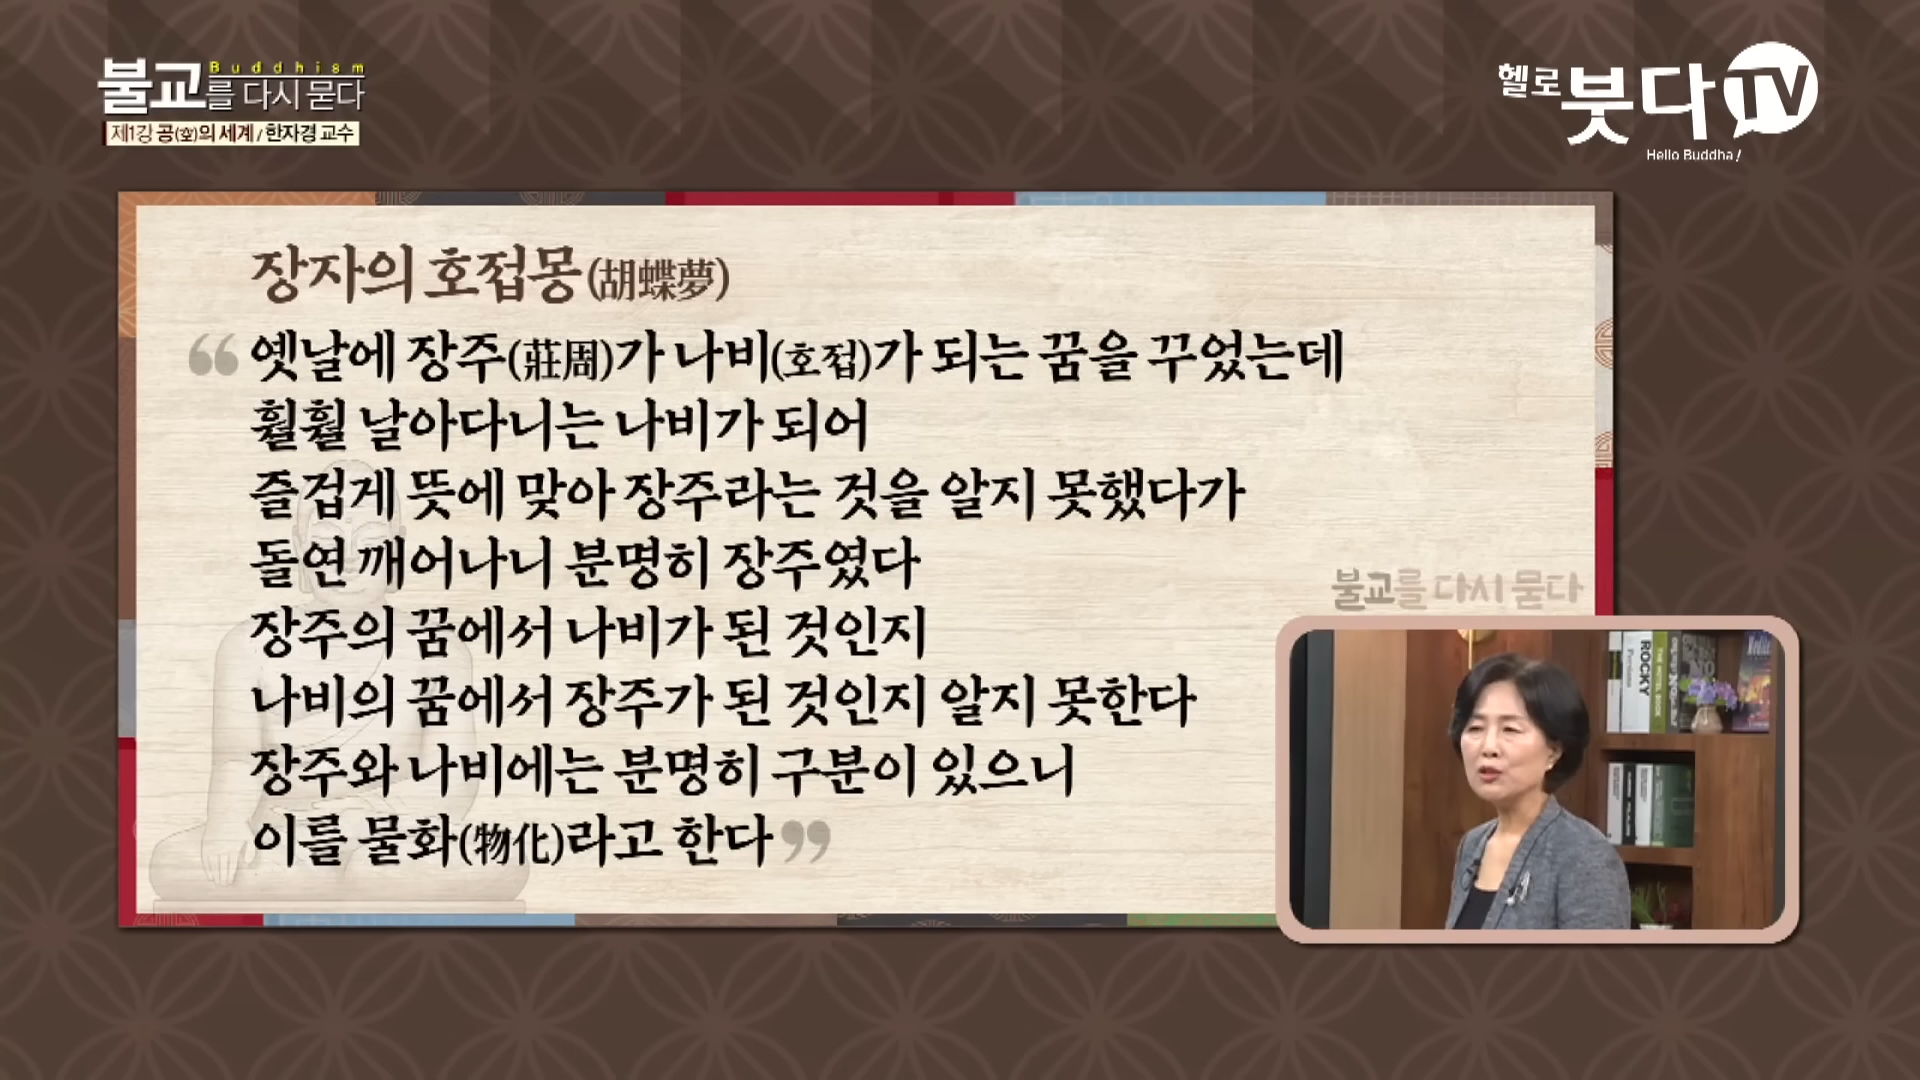 Buddhism
불교를 다시 묻다
제1강 공(空)의 세계 / 한자경 교수
헬로 붓다 TV
Hello Buddha!
장자의 호접몽(胡蝶夢)
“ 옛날에 장주(莊周)가 나비(호접)가 되는 꿈을 꾸었는데
훨훨 날아다니는 나비가 되어
즐겁게 뜻에 맞아 장주라는 것을 알지 못했다가
돌연 깨어나니 분명히 장주였다
장주의 꿈에서 나비가 된 것인지
나비의 꿈에서 장주가 된 것인지 알지 못한다
장주와 나비에는 분명히 구분이 있으니
이를 물화(物化)라고 한다 ”
불교를 다시 묻다
ROCKY
THE MOTEL BOOK